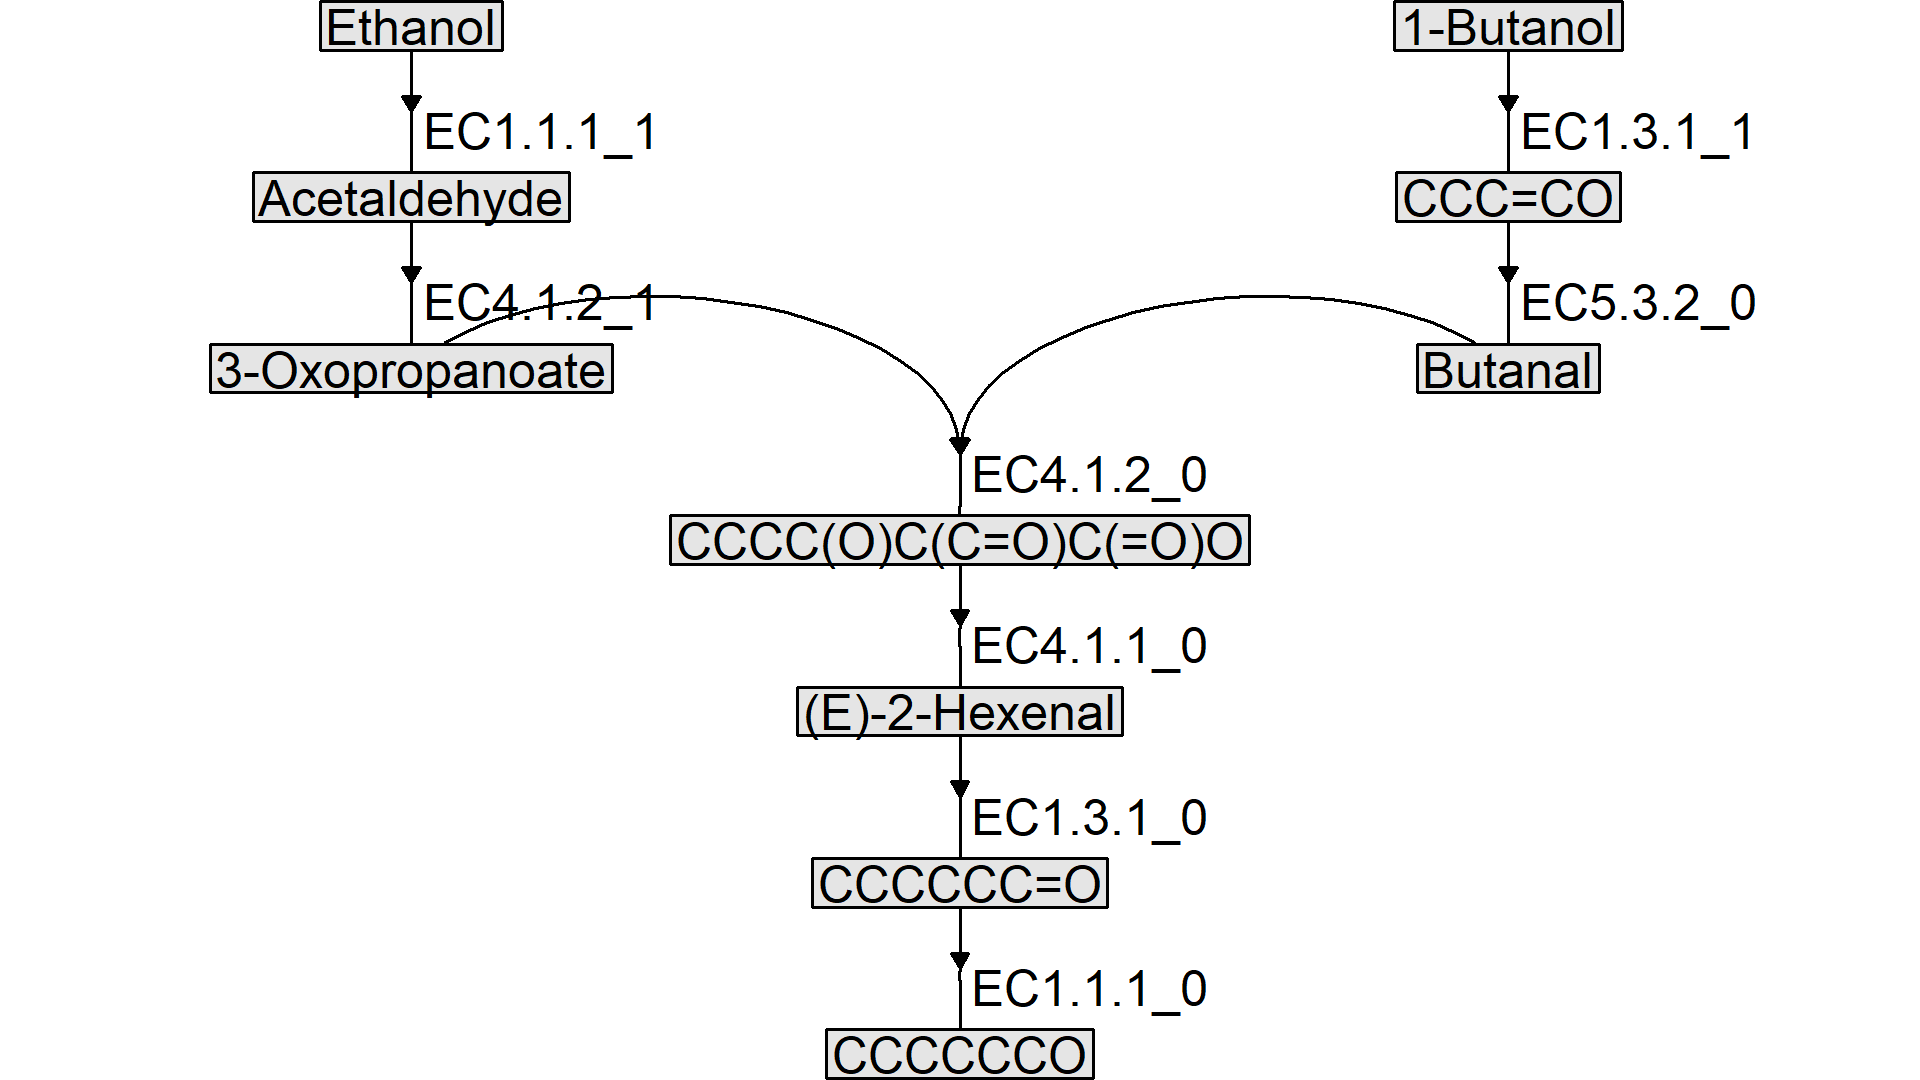 Ethanol
1-Butanol
EC1.1.1_1
EC1.3.1_1
Acetaldehyde
CCC=CO
EC4.1.2_1
EC5.3.2_0
3-Oxopropanoate
Butanal
EC4.1.2_0
CCCC(O)C(C=O)C(=O)O
EC4.1.1_0
(E)-2-Hexenal
EC1.3.1_0
CCCCCC=O
EC1.1.1_0
CCCCCCO